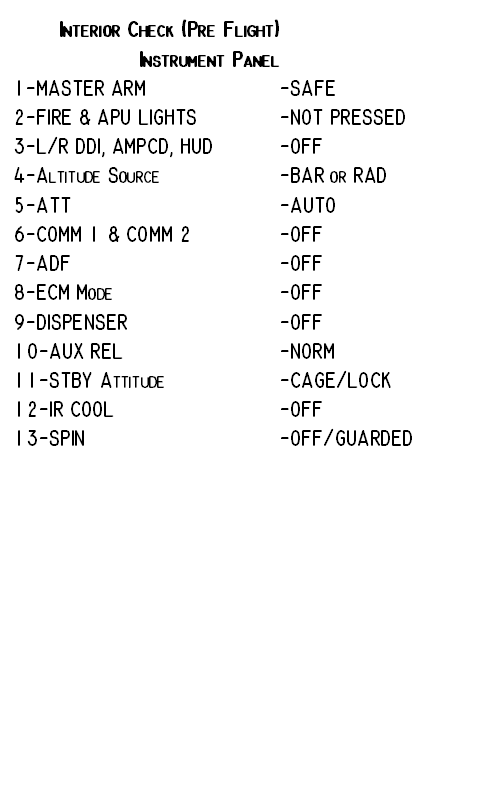 Interior Check (Pre Flight)
Instrument Panel
1-MASTER ARM -SAFE
2-FIRE & APU LIGHTS -NOT PRESSED
3-L/R DDI, AMPCD, HUD -OFF
4-Altitude Source -BAR or RAD
5-ATT -AUTO
6-COMM 1 & COMM 2 -OFF
7-ADF -OFF
8-ECM Mode -OFF
9-DISPENSER -OFF
10-AUX REL -NORM
11-STBY Attitude -CAGE/LOCK
12-IR COOL -OFF
13-SPIN -OFF/GUARDED